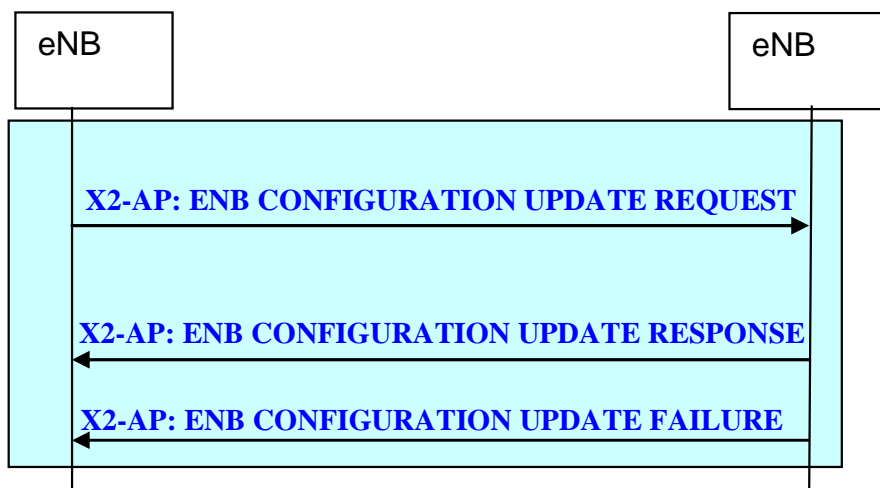 eNB
eNB
X2-AP: ENB CONFIGURATION UPDATE REQUEST
X2-AP: ENB CONFIGURATION UPDATE RESPONSE
X2-AP: ENB CONFIGURATION UPDATE FAILURE